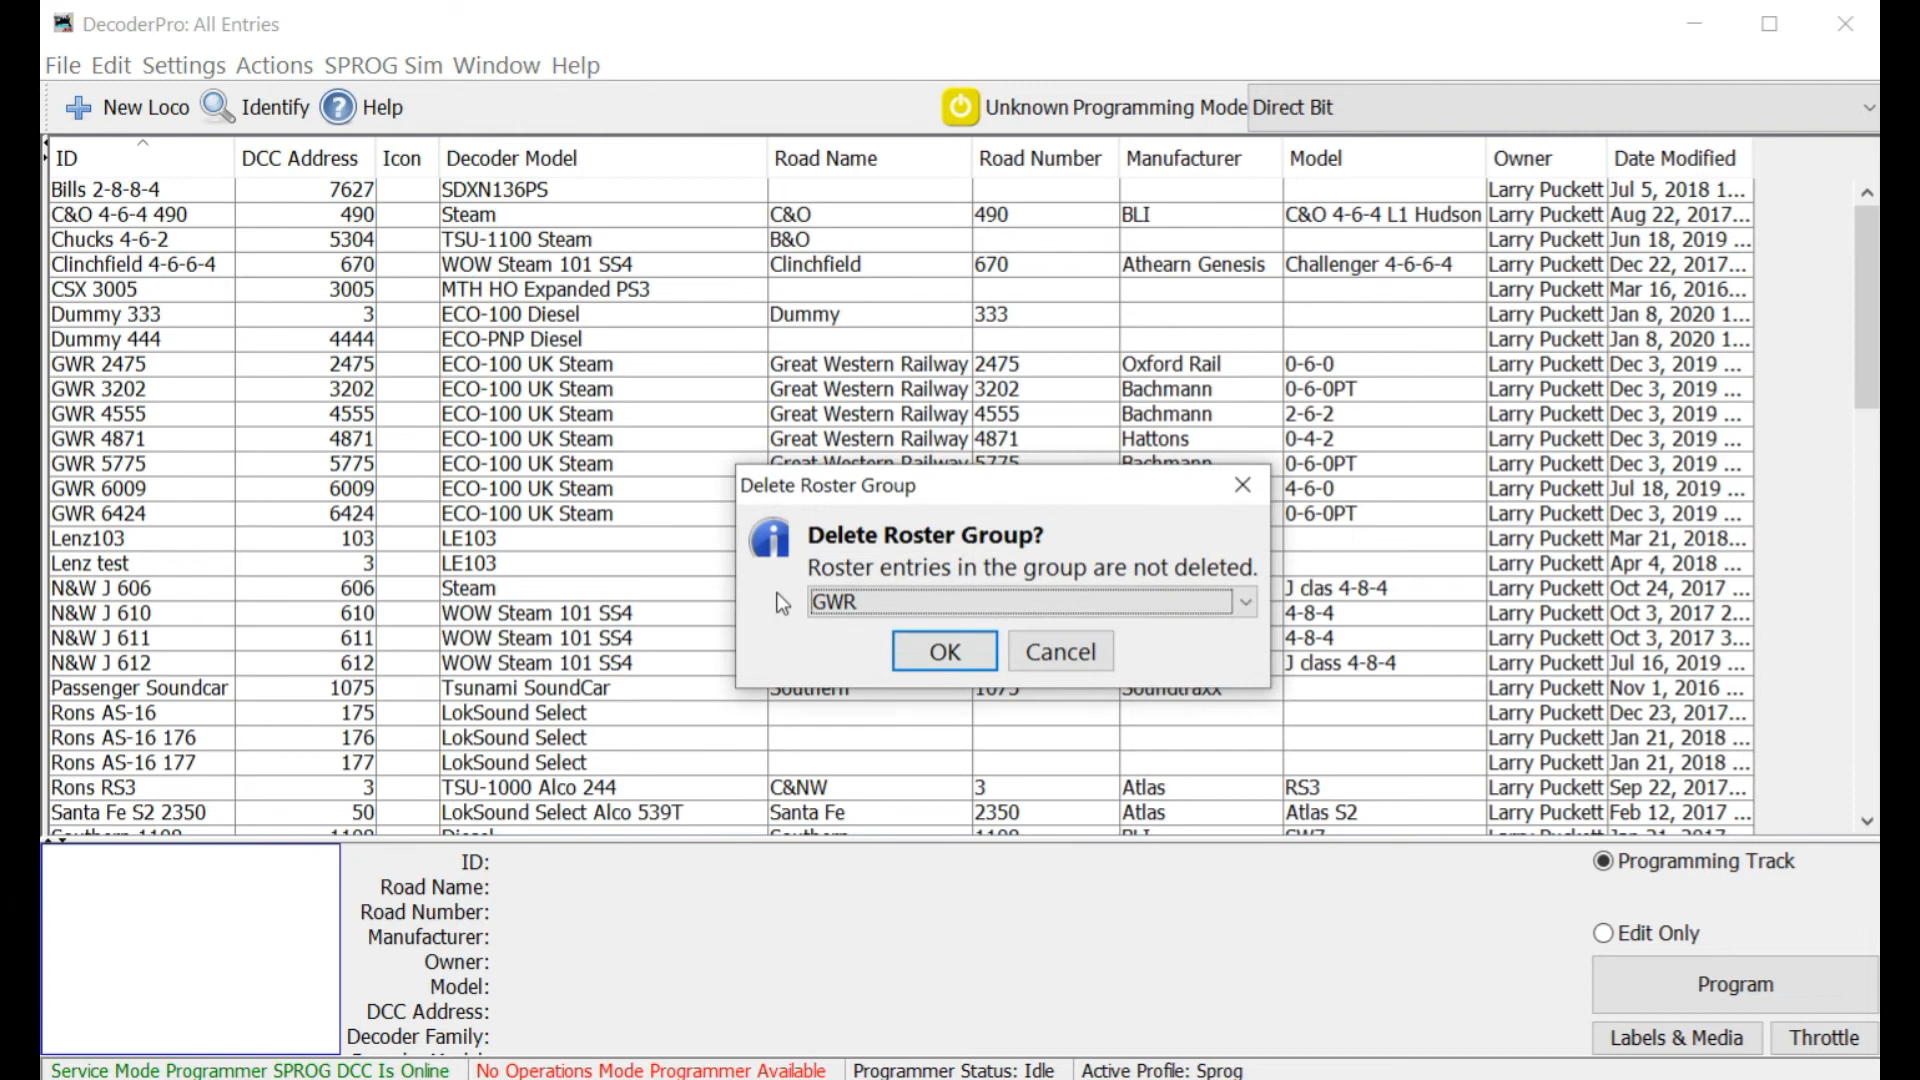 DecoderPro: All Entries
File Edit Settings Actions SPROG Sim Window Help
New Loco Identify Help Unknown Programming Mode Direct Bit
ID DCC Address Icon Decoder Model Road Name Road Number Manufacturer Model Owner Date Modified
Bills 2-8-8-4 7627 SDXN136PS Larry Puckett Jul 5, 2018 1...
C&O 4-6-4 490 490 Steam C&O 490 BLI C&O 4-6-4 L1 Hudson Larry Puckett Aug 22, 2017...
Chucks 4-6-2 5304 TSU-1100 Steam B&O Larry Puckett Jun 18, 2019 ...
Clinchfield 4-6-6-4 670 WOW Steam 101 SS4 Clinchfield 670 Athearn Genesis Challenger 4-6-6-4 Larry Puckett Dec 22, 2017...
CSX 3005 3005 MTH HO Expanded PS3 Larry Puckett Mar 16, 2016...
Dummy 333 3 ECO-100 Diesel Dummy 333 Larry Puckett Jan 8, 2020 1...
Dummy 444 4444 ECO-PNP Diesel Larry Puckett Jan 8, 2020 1...
GWR 2475 2475 ECO-100 UK Steam Great Western Railway 2475 Oxford Rail 0-6-0 Larry Puckett Dec 3, 2019 ...
GWR 3202 3202 ECO-100 UK Steam Great Western Railway 3202 Bachmann 0-6-0PT Larry Puckett Dec 3, 2019 ...
GWR 4555 4555 ECO-100 UK Steam Great Western Railway 4555 Bachmann 2-6-2 Larry Puckett Dec 3, 2019 ...
GWR 4871 4871 ECO-100 UK Steam Great Western Railway 4871 Hattons 0-4-2 Larry Puckett Dec 3, 2019 ...
GWR 5775 5775 ECO-100 UK Steam Great Western Railway 5775 Bachmann 0-6-0PT Larry Puckett Dec 3, 2019 ...
GWR 6009 6009 ECO-100 UK Steam 4-6-0 Larry Puckett Jul 18, 2019 ...
GWR 6424 6424 ECO-100 UK Steam 0-6-0PT Larry Puckett Dec 3, 2019 ...
Lenz103 103 LE103 Larry Puckett Mar 21, 2018...
Lenz test 3 LE103 Larry Puckett Apr 4, 2018 ...
N&W J 606 606 Steam J clas 4-8-4 Larry Puckett Oct 24, 2017 ...
N&W J 610 610 WOW Steam 101 SS4 4-8-4 Larry Puckett Oct 3, 2017 2...
N&W J 611 611 WOW Steam 101 SS4 4-8-4 Larry Puckett Oct 3, 2017 3...
N&W J 612 612 WOW Steam 101 SS4 J class 4-8-4 Larry Puckett Jul 16, 2019 ...
Passenger Soundcar 1075 Tsunami SoundCar Southern 1075 Soundtraxx Larry Puckett Nov 1, 2016 ...
Rons AS-16 175 LokSound Select Larry Puckett Dec 23, 2017...
Rons AS-16 176 176 LokSound Select Larry Puckett Jan 21, 2018 ...
Rons AS-16 177 177 LokSound Select Larry Puckett Jan 21, 2018 ...
Rons RS3 3 TSU-1000 Alco 244 C&NW 3 Atlas RS3 Larry Puckett Sep 22, 2017...
Santa Fe S2 2350 50 LokSound Select Alco 539T Santa Fe 2350 Atlas Atlas S2 Larry Puckett Feb 12, 2017 ...
Delete Roster Group
Delete Roster Group?
Roster entries in the group are not deleted.
GWR
OK Cancel
ID:
Road Name:
Road Number:
Manufacturer:
Owner:
Model:
DCC Address:
Decoder Family:
Programming Track
Edit Only
Program
Labels & Media Throttle
Service Mode Programmer SPROG DCC Is Online No Operations Mode Programmer Available Programmer Status: Idle Active Profile: Sprog